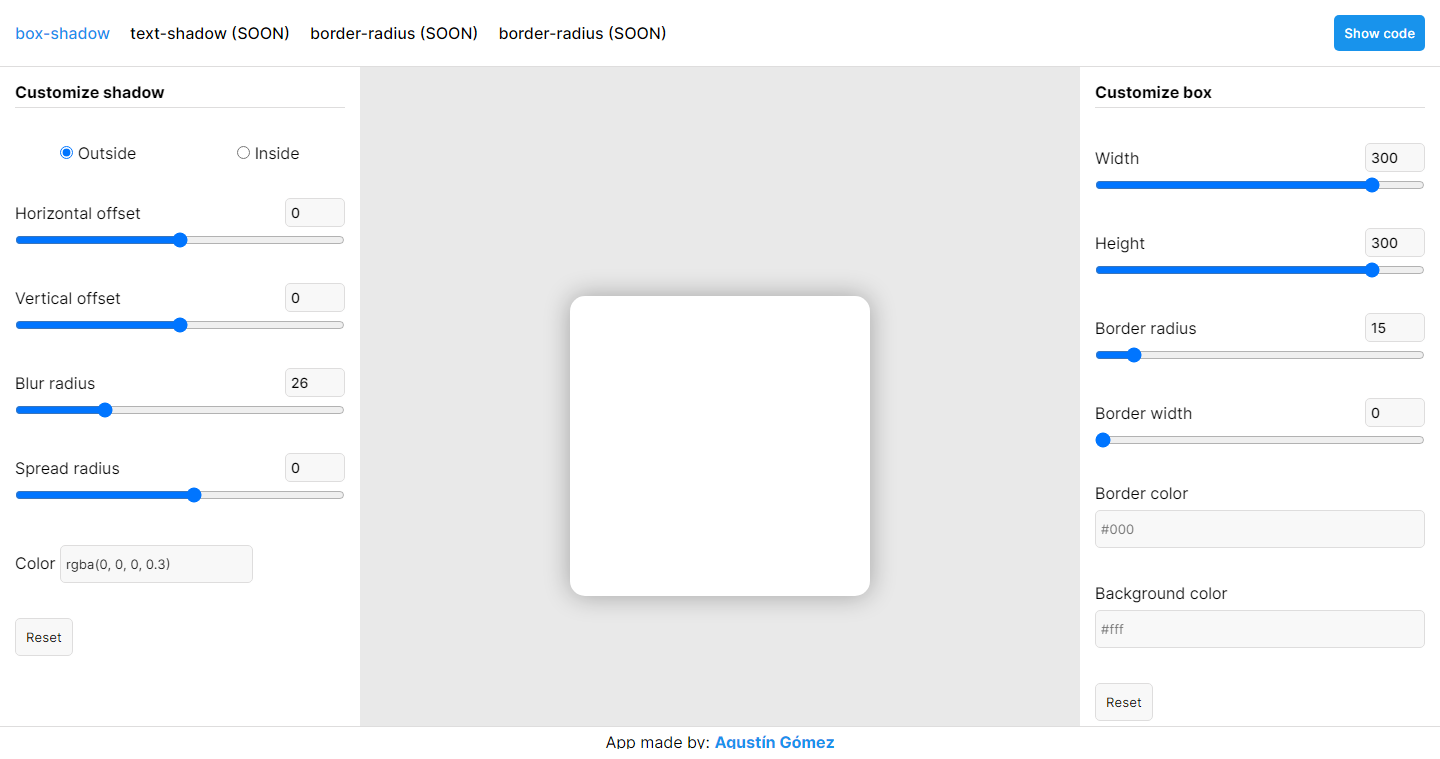 box-shadow text-shadow (SOON) border-radius (SOON) border-radius (SOON) Show code
Customize shadow
Outside Inside
Horizontal offset 0
Vertical offset 0
Blur radius 26
Spread radius 0
Color rgba(0, 0, 0, 0.3)
Reset
Customize box
Width 300
Height 300
Border radius 15
Border width 0
Border color
#000
Background color
#fff
Reset
App made by: Agustín Gómez